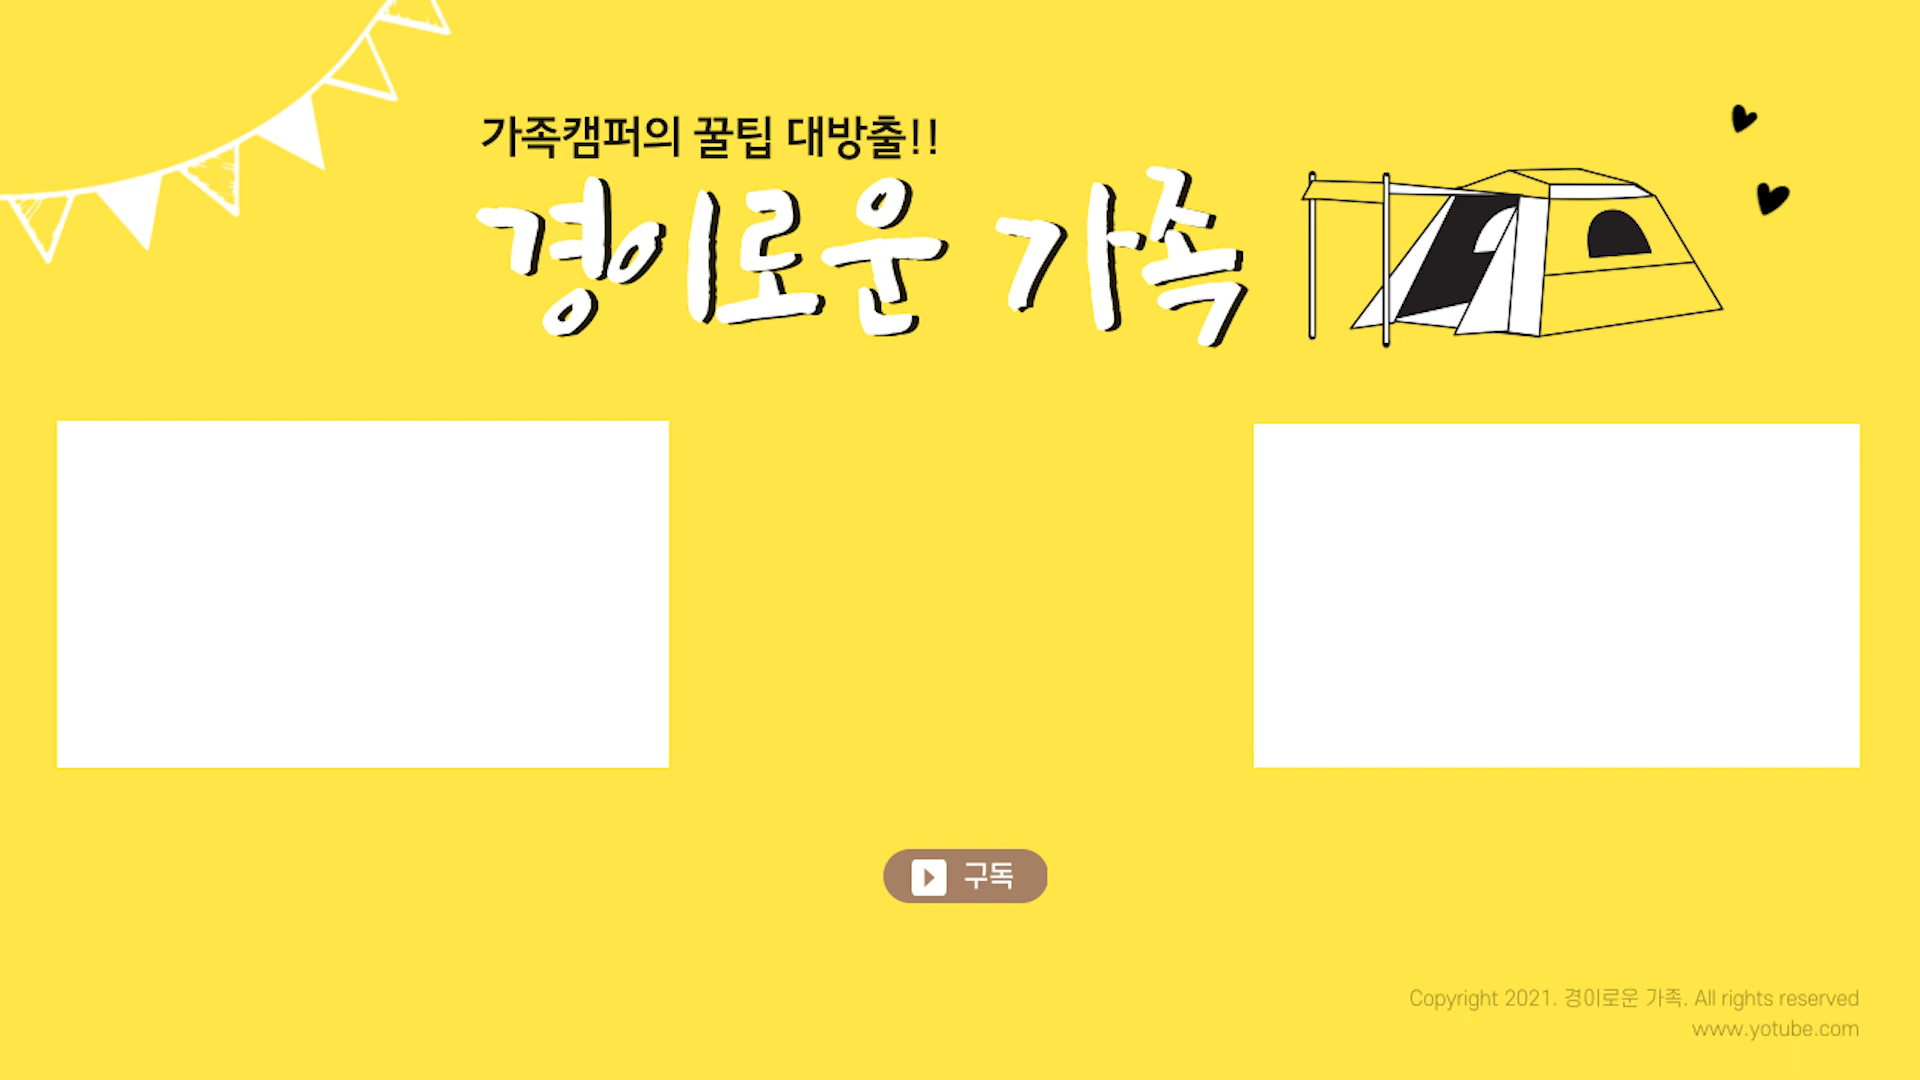 가족캠퍼의 꿀팁 대방출!!
경이로운 가족
구독
Copyright 2021. 경이로운 가족. All rights reserved
www.yotube.com